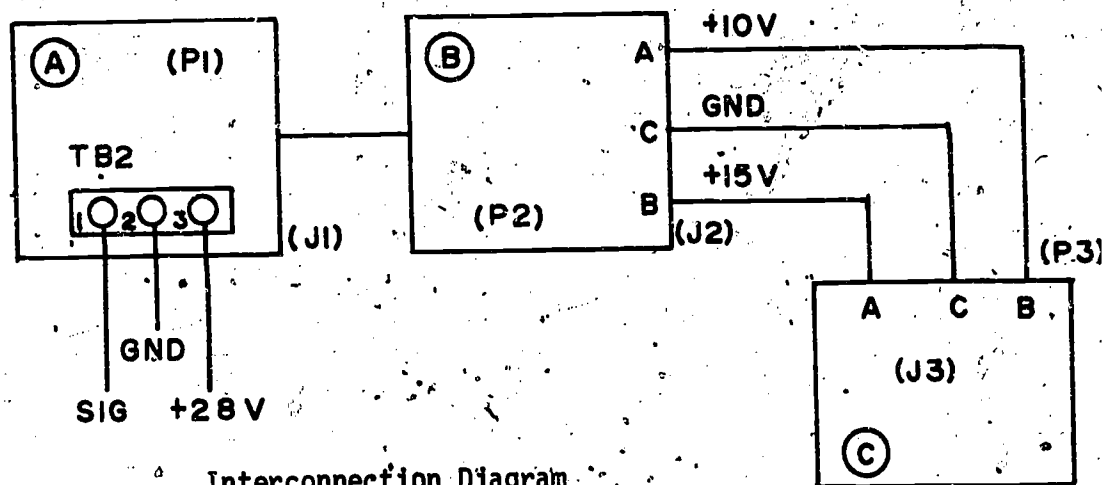 A
(P1)
TB2
1 2 3
(J1)
GND
SIG
+28V
B
(P2)
A
C
B
(J2)
+10V
GND
+15V
(P3)
A C B
(J3)
C
Interconnection Diagram